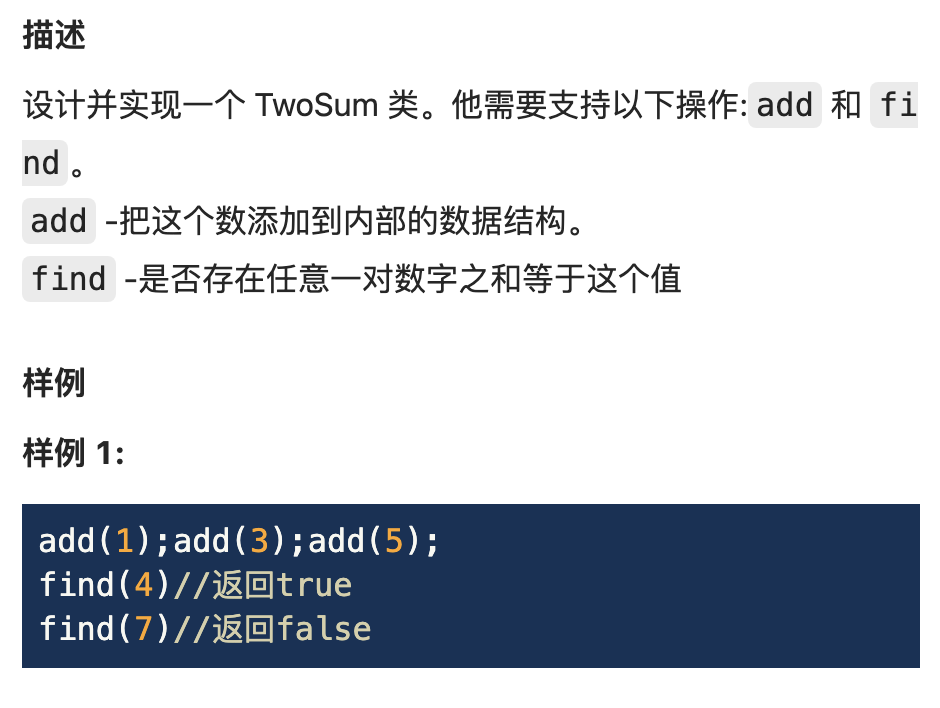 描述
设计并实现一个 TwoSum 类。他需要支持以下操作:add 和 fi
nd。
add -把这个数添加到内部的数据结构。
find -是否存在任意一对数字之和等于这个值
样例
样例 1:
add(1);add(3);add(5);
find(4)//返回true
find(7)//返回false